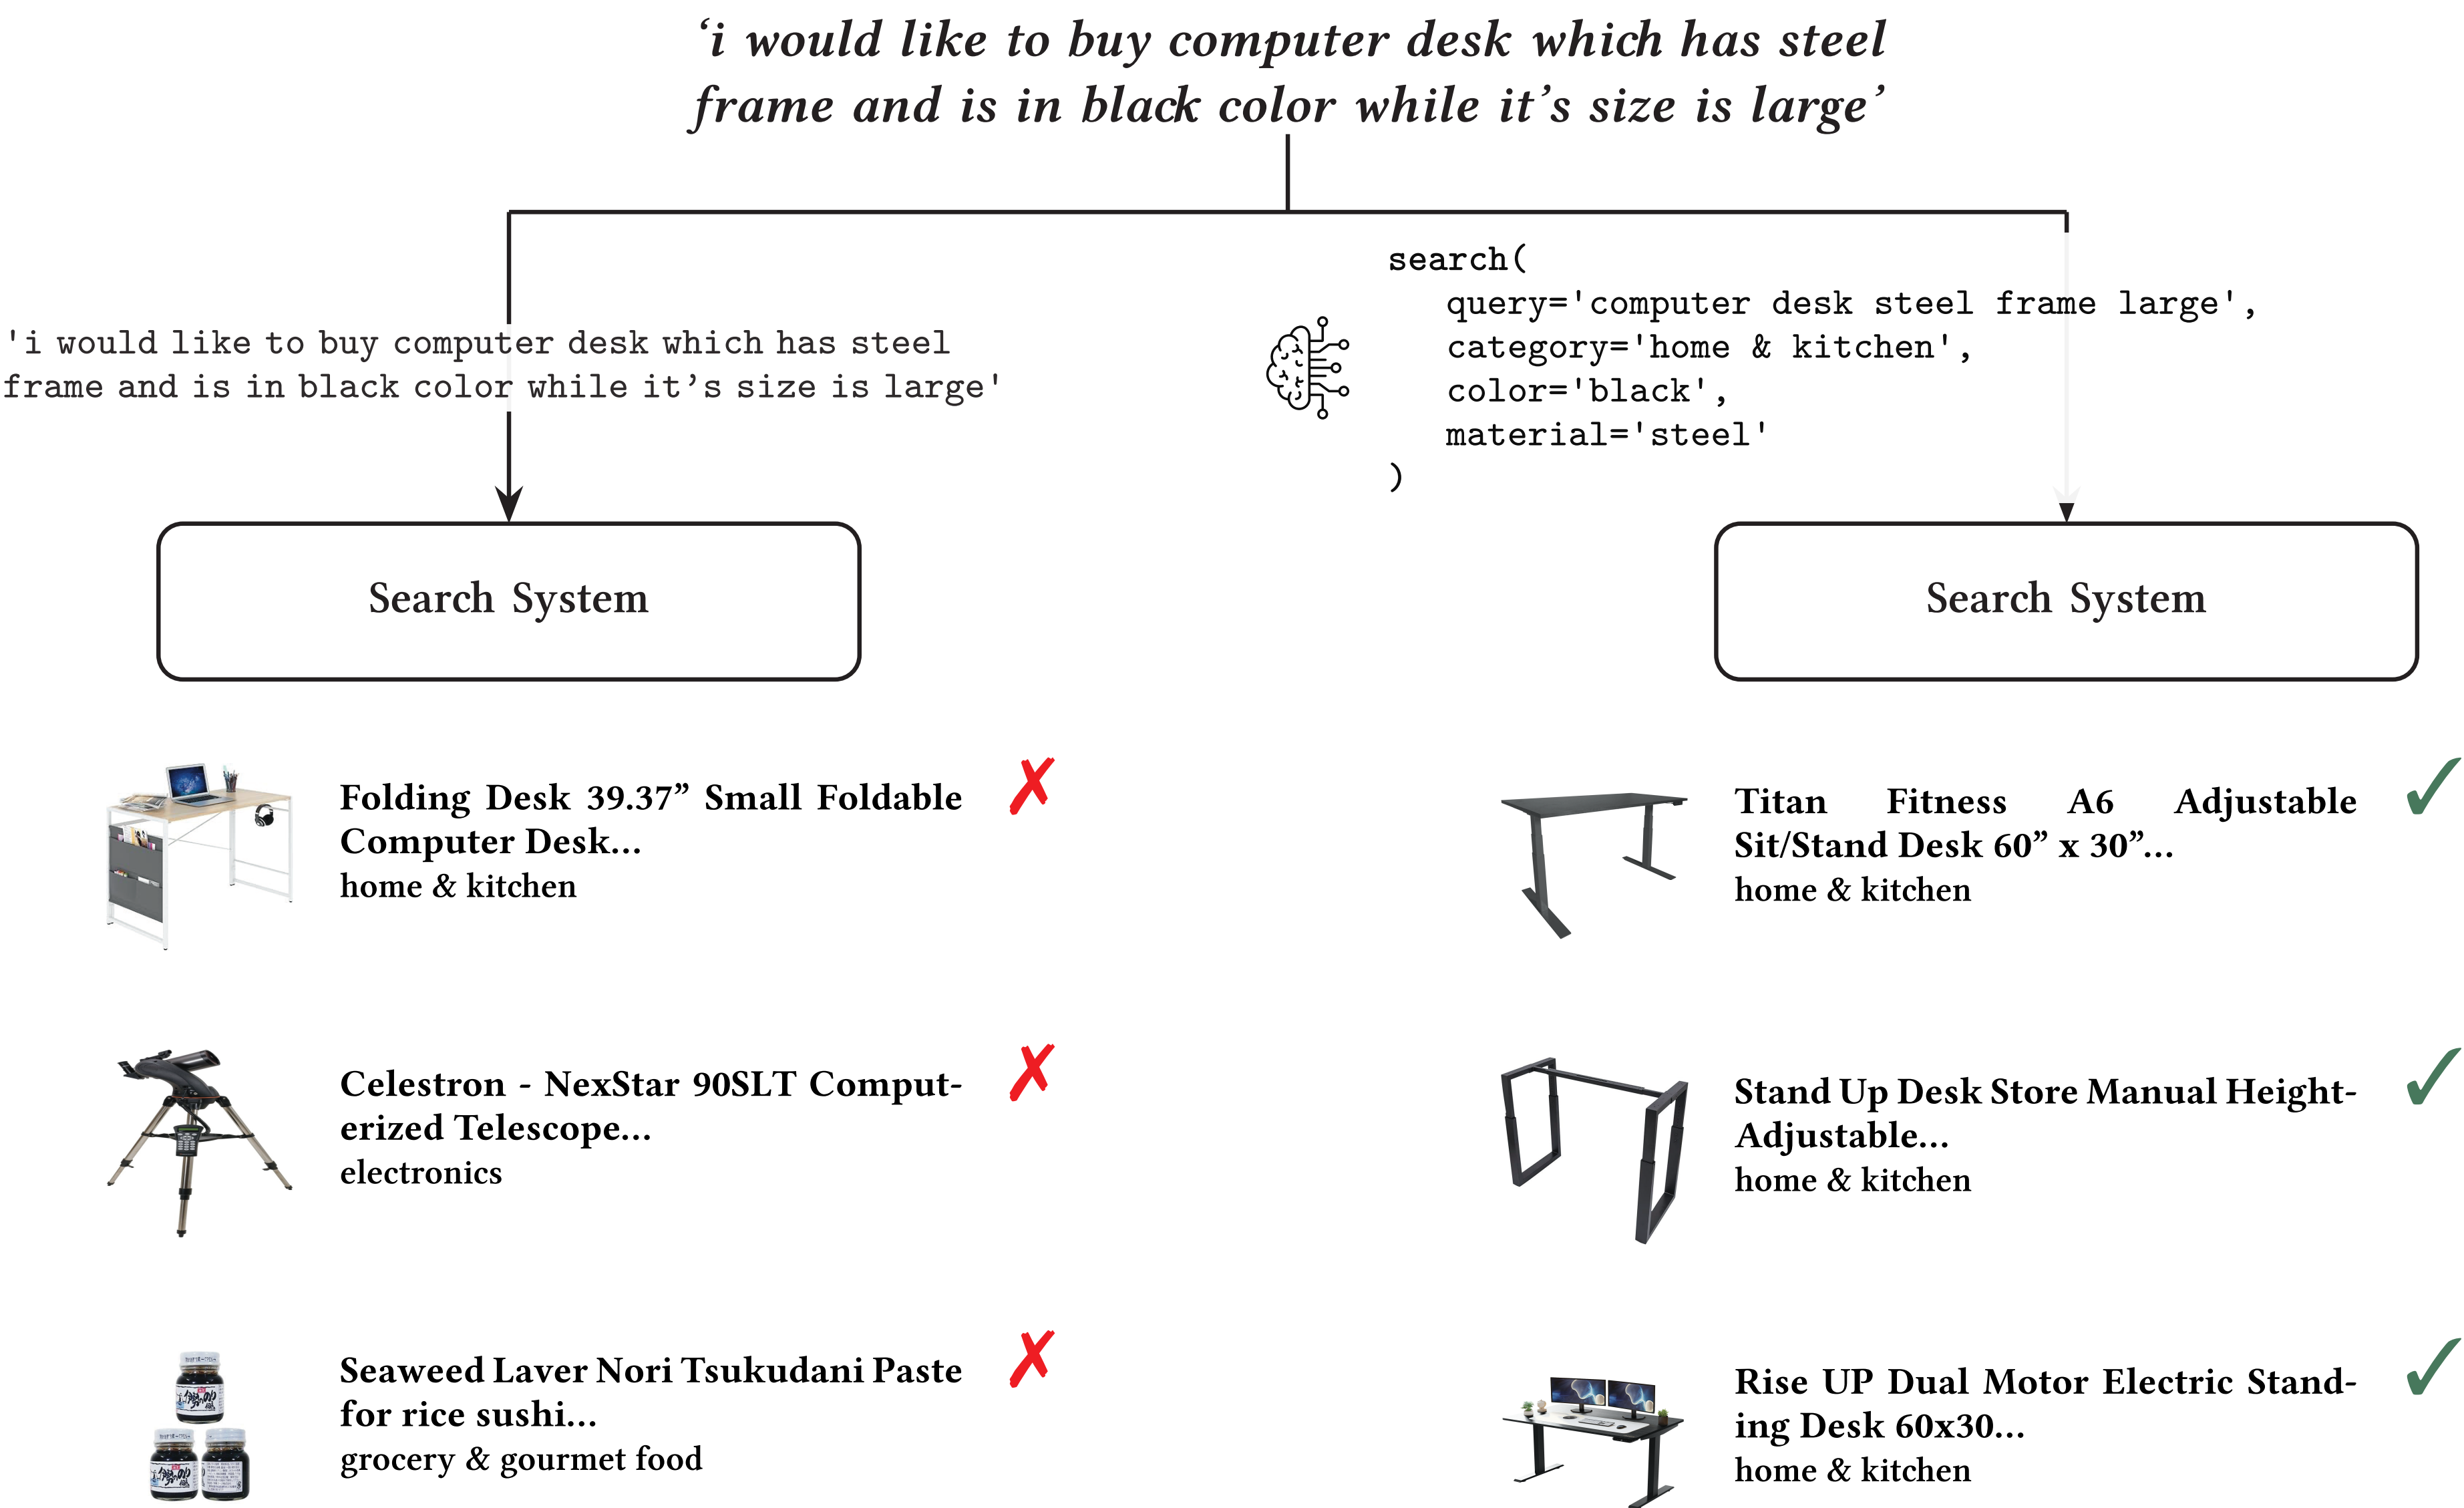 ‘i would like to buy computer desk which has steel
frame and is in black color while it’s size is large’
'i would like to buy computer desk which has steel
frame and is in black color while it’s size is large'
search(
query='computer desk steel frame large',
category='home & kitchen',
color='black',
material='steel'
)
Search System
Search System
Folding Desk 39.37” Small Foldable
Computer Desk...
home & kitchen
Celestron - NexStar 90SLT Comput-
erized Telescope...
electronics
Seaweed Laver Nori Tsukudani Paste
for rice sushi...
grocery & gourmet food
Titan Fitness A6 Adjustable
Sit/Stand Desk 60” x 30”...
home & kitchen
Stand Up Desk Store Manual Height-
Adjustable...
home & kitchen
Rise UP Dual Motor Electric Stand-
ing Desk 60x30...
home & kitchen